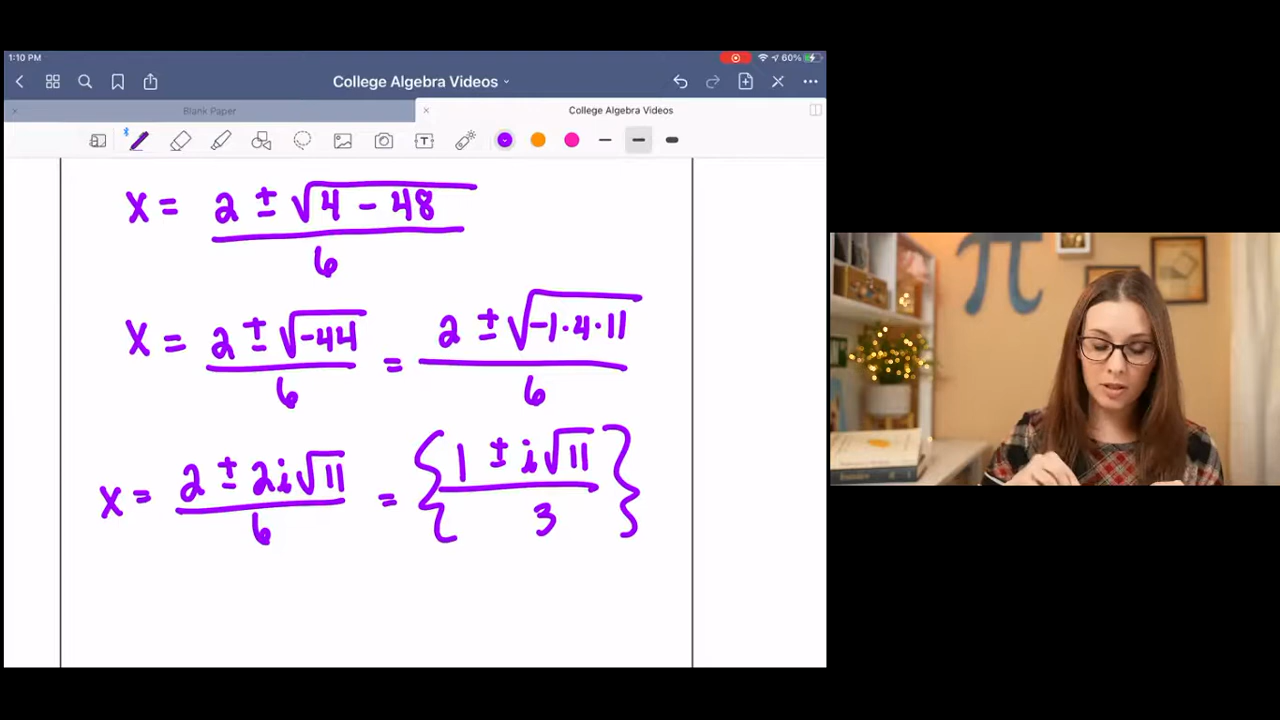 1:10 PM 60%
College Algebra Videos
Blank Paper College Algebra Videos
T
x = 2 ± √4 - 48
6
x = 2 ± √-44 = 2 ± √-1·4·11
6 6
x = 2 ± 2i√11 = { 1 ± i√11 }
6 3